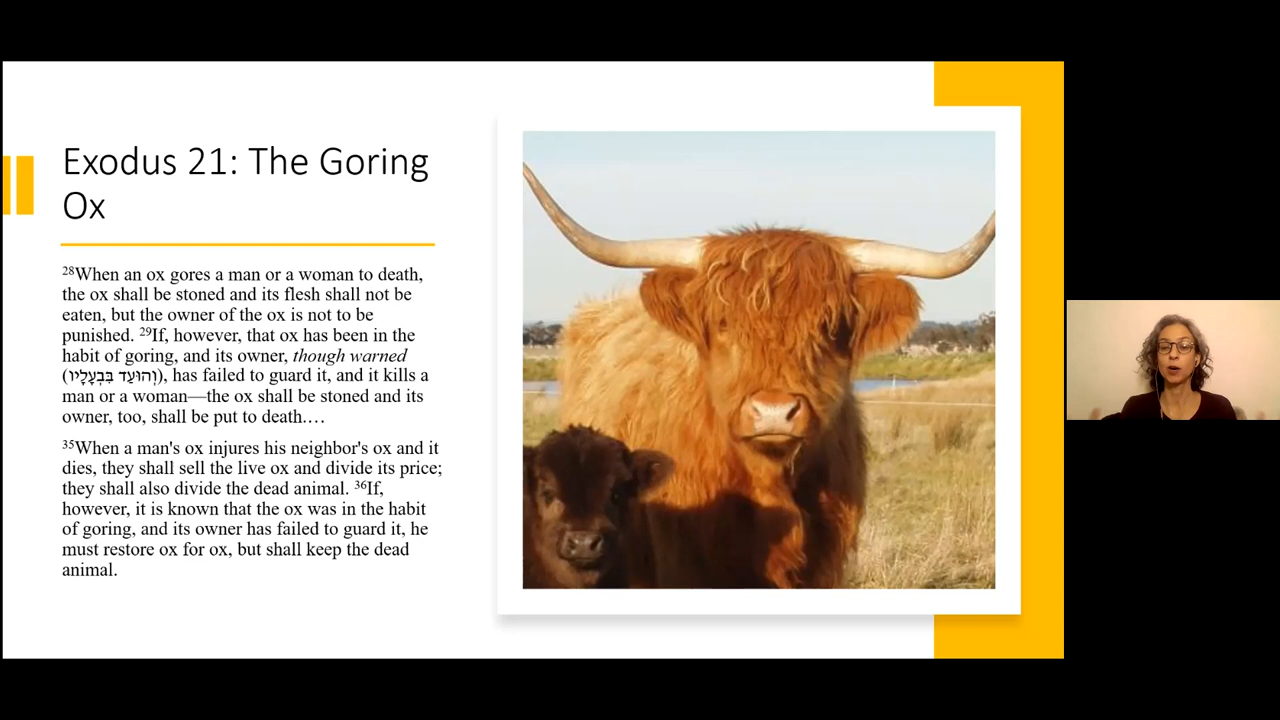 Exodus 21: The Goring
Ox
²⁸When an ox gores a man or a woman to death,
the ox shall be stoned and its flesh shall not be
eaten, but the owner of the ox is not to be
punished. ²⁹If, however, that ox has been in the
habit of goring, and its owner, though warned
(וְהוּעַד בִּבְעָלָיו), has failed to guard it, and it kills a
man or a woman—the ox shall be stoned and its
owner, too, shall be put to death.…
³⁵When a man's ox injures his neighbor's ox and it
dies, they shall sell the live ox and divide its price;
they shall also divide the dead animal. ³⁶If,
however, it is known that the ox was in the habit
of goring, and its owner has failed to guard it, he
must restore ox for ox, but shall keep the dead
animal.